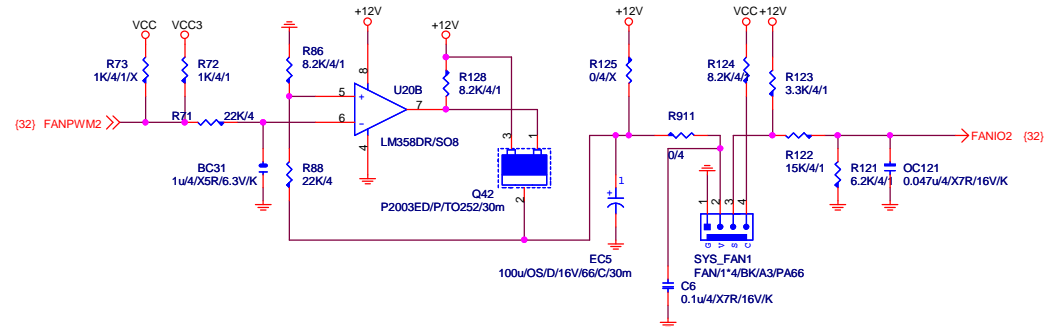 VCC VCC3 +12V +12V +12V VCC +12V
R73
1K/4/1/X
R72
1K/4/1
R86
8.2K/4/1
R128
8.2K/4/1
R125
0/4/X
R124
8.2K/4/1
R123
3.3K/4/1
{32} FANPWM2
R71 22K/4
8
5
+
6
-
7
4
U20B
LM358DR/SO8
BC31
1u/4/X5R/6.3V/K
R88
22K/4
3 1
2
Q42
P2003ED/P/TO252/30m
R911
0/4
+ 1
EC5
100u/OS/D/16V/66/C/30m
R122
15K/4/1
R121
6.2K/4/1
OC121
0.047u/4/X7R/16V/K
FANIO2 {32}
1 2 3 4
G V S C
SYS_FAN1
FAN/1*4/BK/A3/PA66
C6
0.1u/4/X7R/16V/K